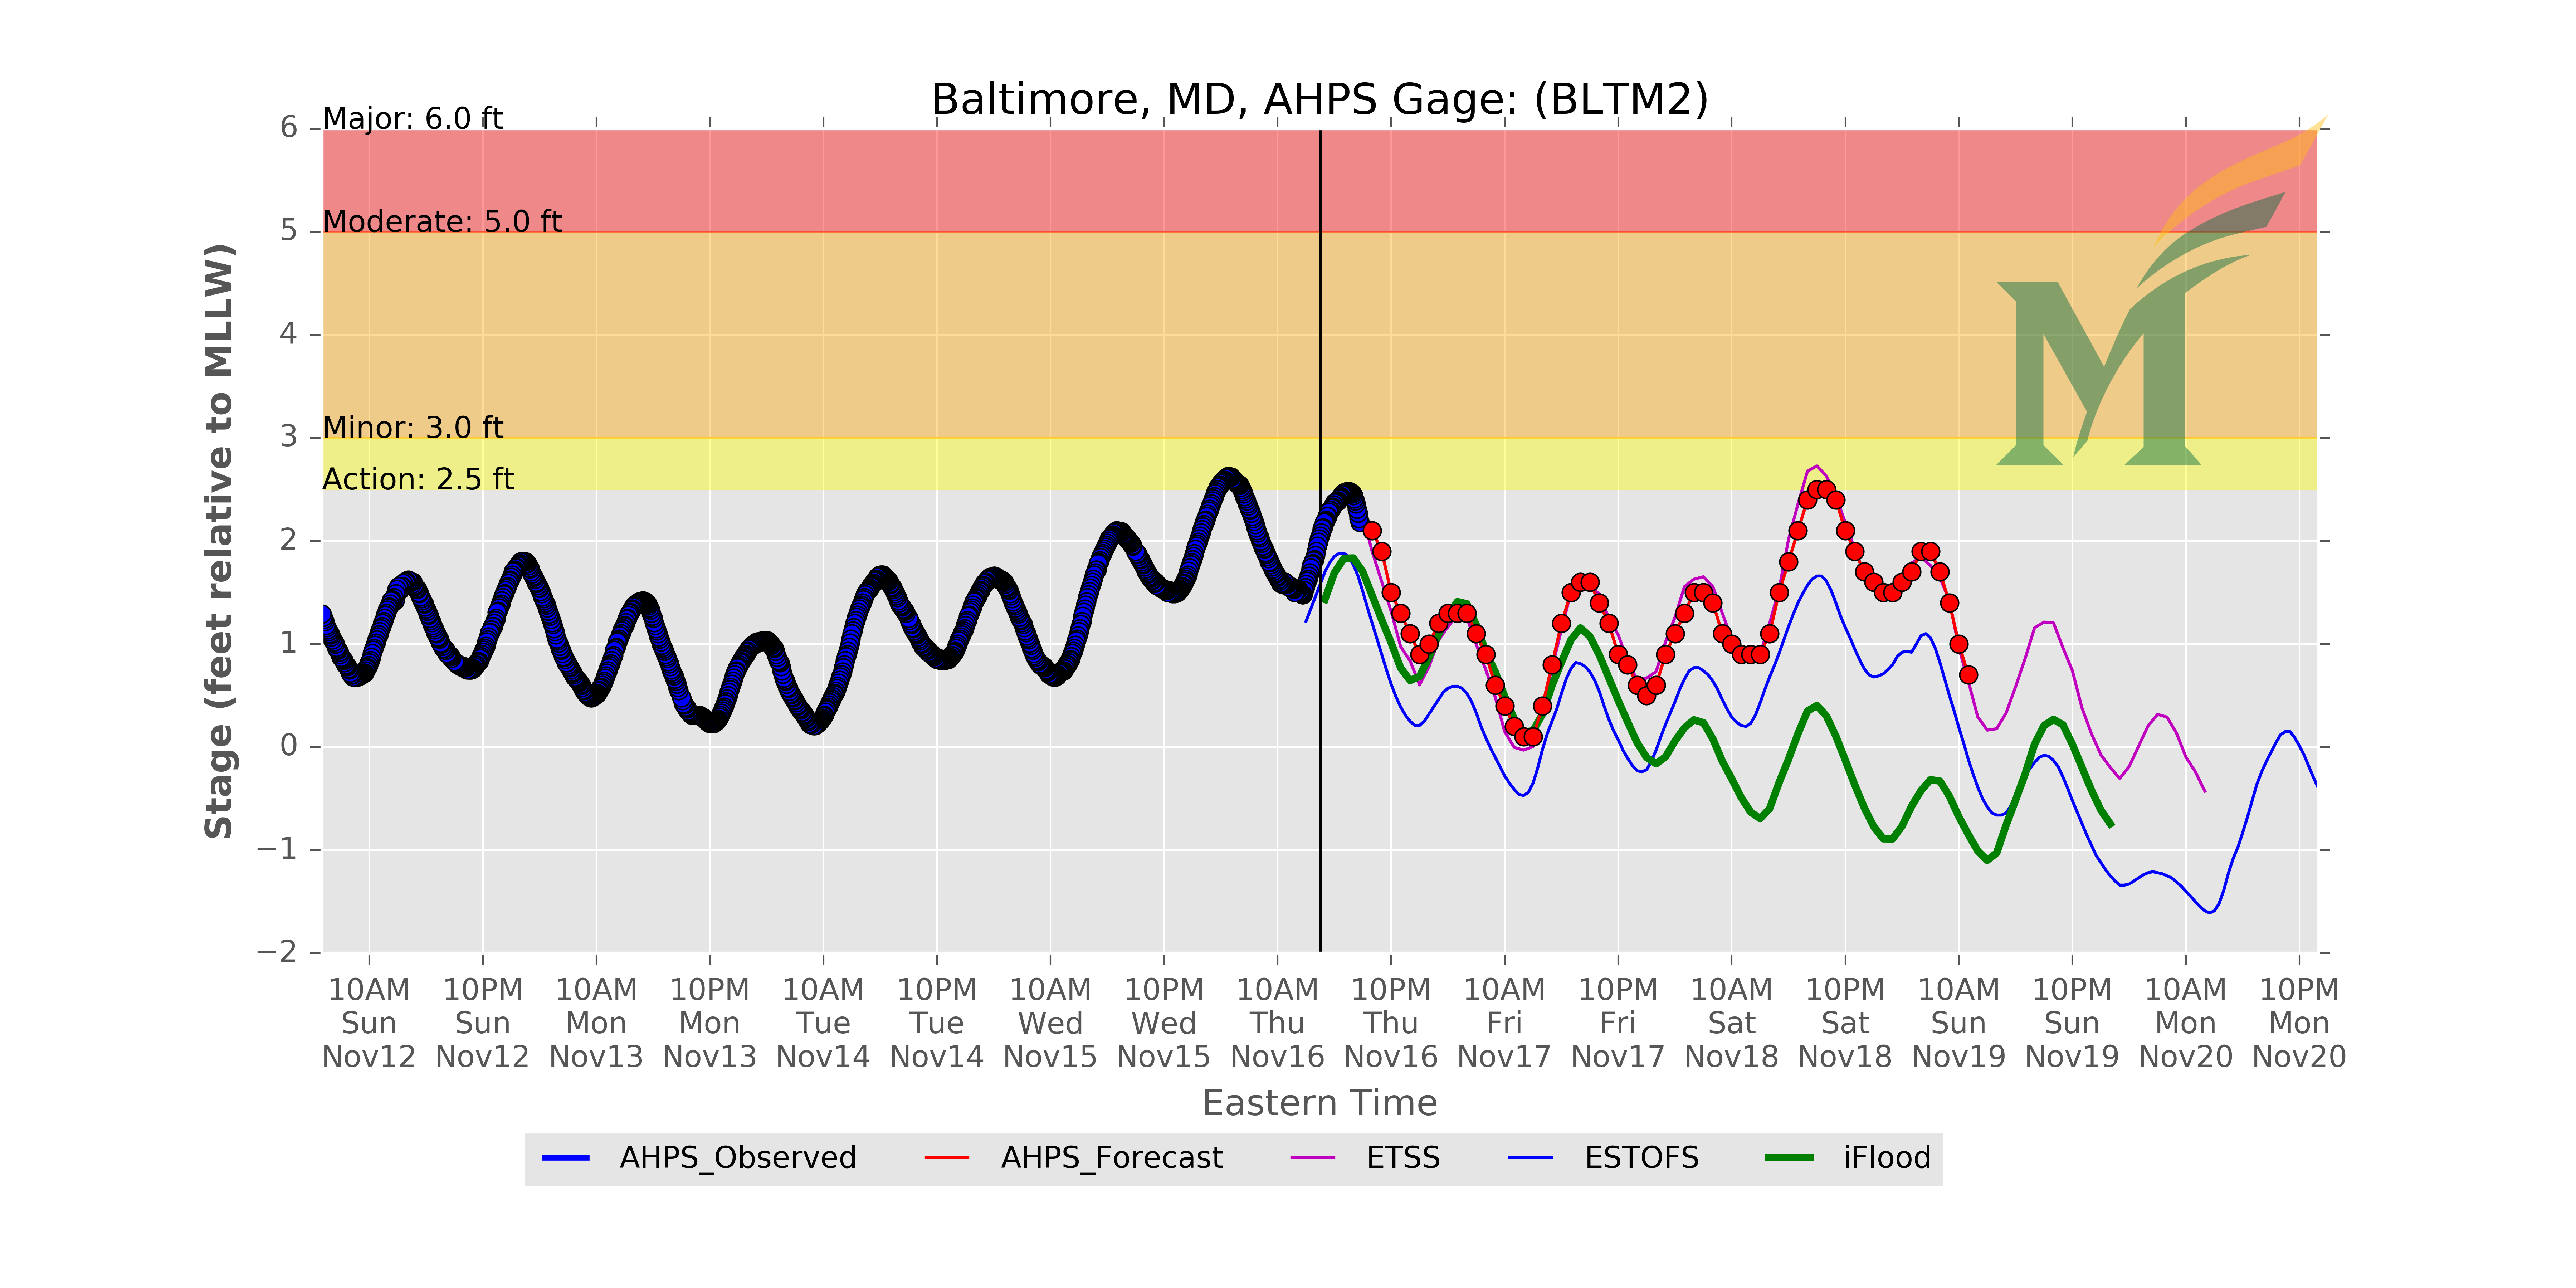 Baltimore, MD, AHPS Gage: (BLTM2)
Major: 6.0 ft
Moderate: 5.0 ft
Minor: 3.0 ft
Action: 2.5 ft
6
5
4
3
2
1
0
−1
−2
Stage (feet relative to MLLW)
10AM 10PM 10AM 10PM 10AM 10PM 10AM 10PM 10AM 10PM 10AM 10PM 10AM 10PM 10AM 10PM 10AM 10PM
Sun Sun Mon Mon Tue Tue Wed Wed Thu Thu Fri Fri Sat Sat Sun Sun Mon Mon
Nov12 Nov12 Nov13 Nov13 Nov14 Nov14 Nov15 Nov15 Nov16 Nov16 Nov17 Nov17 Nov18 Nov18 Nov19 Nov19 Nov20 Nov20
Eastern Time
AHPS_Observed AHPS_Forecast ETSS ESTOFS iFlood
M